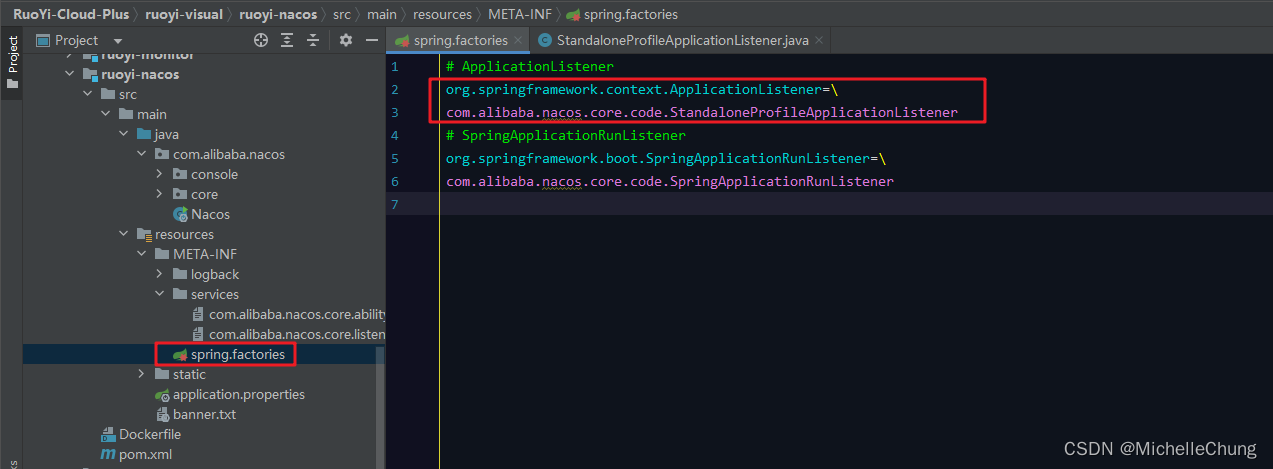 RuoYi-Cloud-Plus ruoyi-visual ruoyi-nacos src main resources META-INF spring.factories
Project
Project
spring.factories
StandaloneProfileApplicationListener.java
ruoyi-monitor
ruoyi-nacos
src
main
java
com.alibaba.nacos
console
core
Nacos
resources
META-INF
logback
services
com.alibaba.nacos.core.ability
com.alibaba.nacos.core.listen
spring.factories
static
application.properties
banner.txt
Dockerfile
pom.xml
1 # ApplicationListener
2 org.springframework.context.ApplicationListener=\
3 com.alibaba.nacos.core.code.StandaloneProfileApplicationListener
4 # SpringApplicationRunListener
5 org.springframework.boot.SpringApplicationRunListener=\
6 com.alibaba.nacos.core.code.SpringApplicationRunListener
7
CSDN @MichelleChung